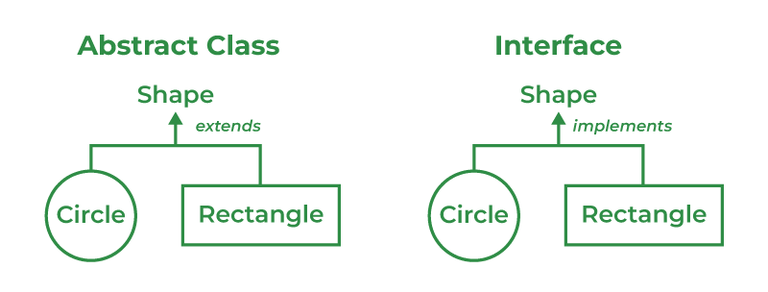 Abstract Class
Shape
extends
Circle
Rectangle
Interface
Shape
implements
Circle
Rectangle